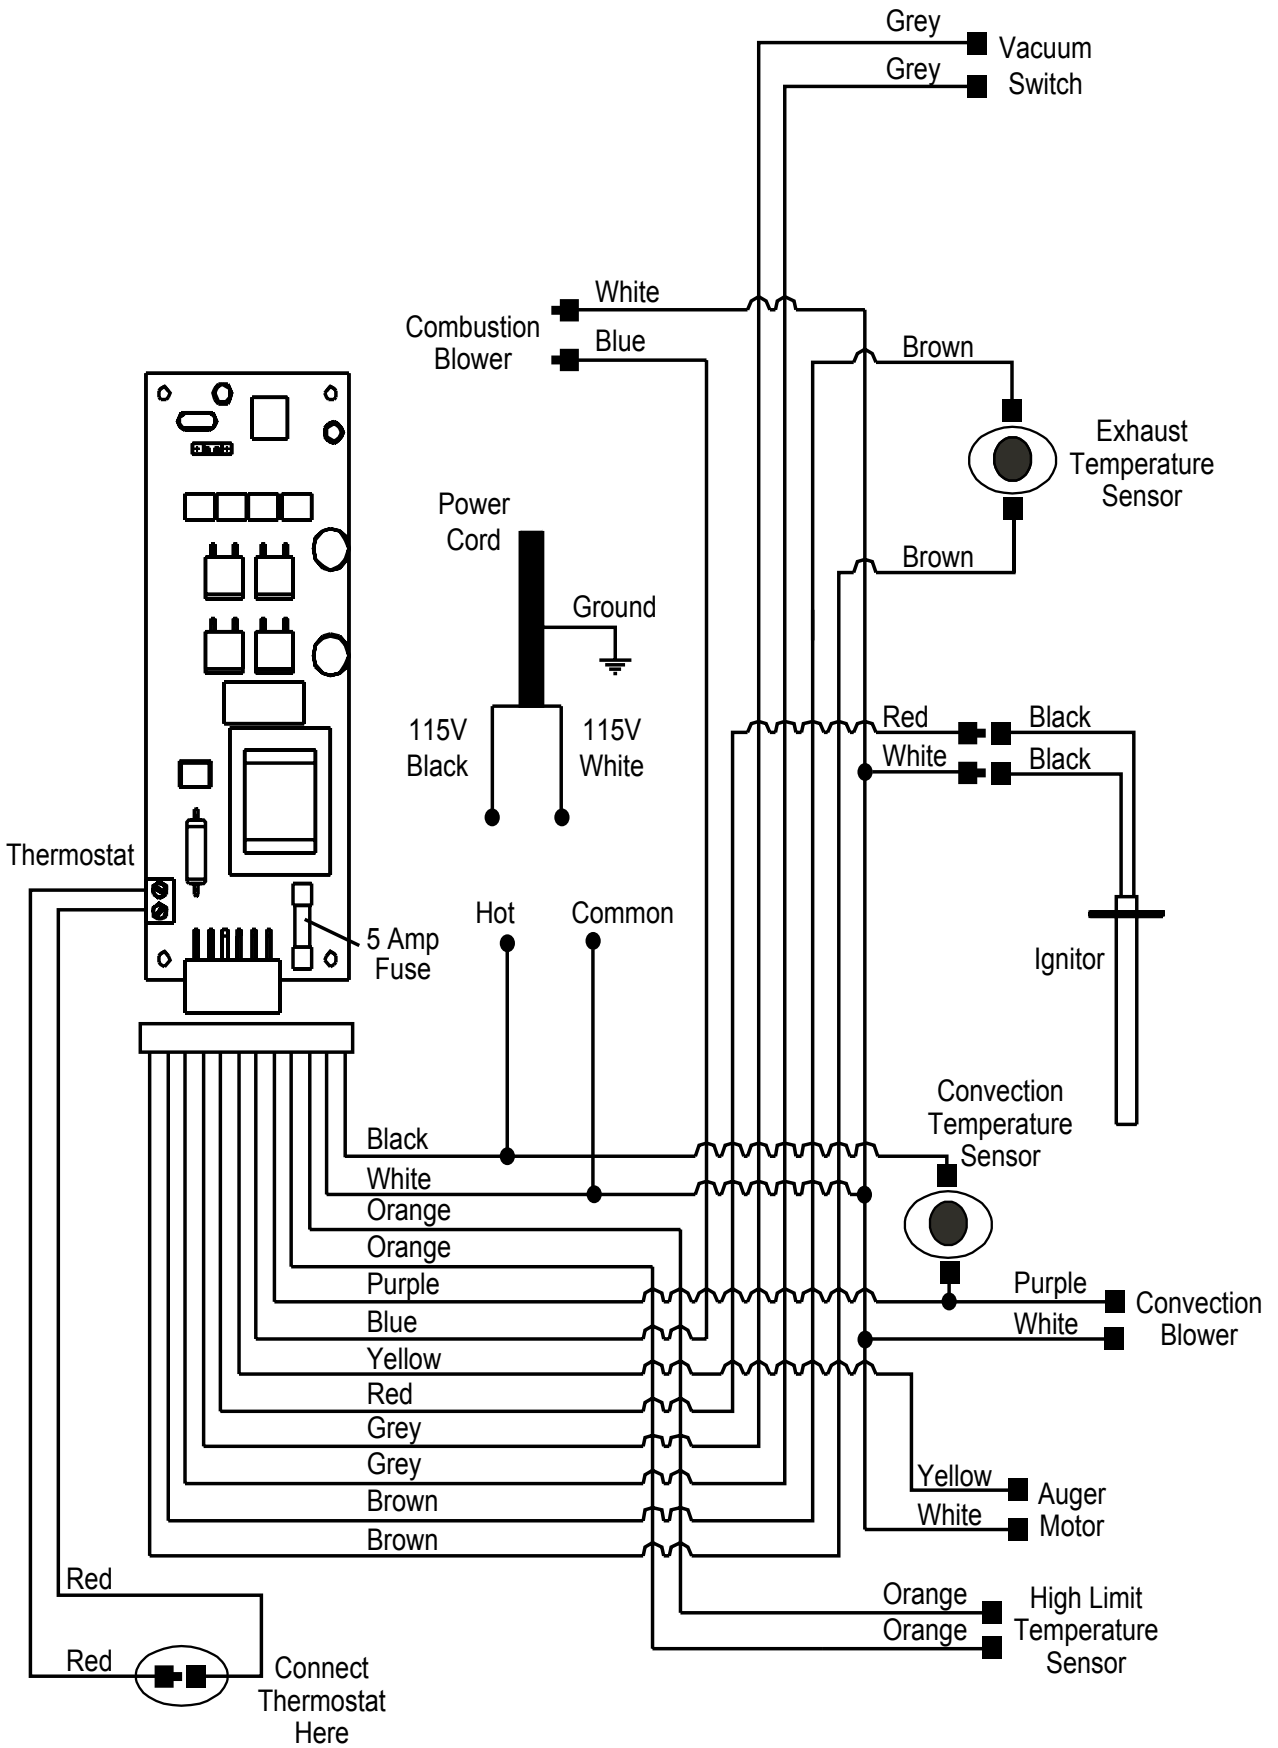 Grey
Vacuum
Grey
Switch
White
Combustion
Blower
Blue
Brown
Exhaust
Temperature
Sensor
Power
Cord
Brown
Ground
Red
Black
115V
Black
115V
White
White
Black
Thermostat
Hot
Common
5 Amp
Fuse
Ignitor
Convection
Temperature
Sensor
Black
White
Orange
Orange
Purple
Purple
Convection
Blower
White
Blue
Yellow
Red
Grey
Grey
Yellow
Auger
Motor
White
Brown
Brown
Red
Orange
High Limit
Temperature
Sensor
Orange
Red
Connect
Thermostat
Here